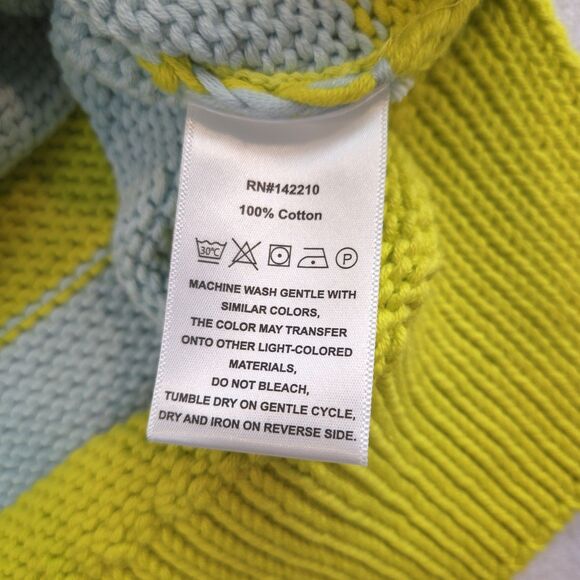 RN#142210
100% Cotton
30°C P
MACHINE WASH GENTLE WITH
SIMILAR COLORS,
THE COLOR MAY TRANSFER
ONTO OTHER LIGHT-COLORED
MATERIALS,
DO NOT BLEACH,
TUMBLE DRY ON GENTLE CYCLE,
DRY AND IRON ON REVERSE SIDE.